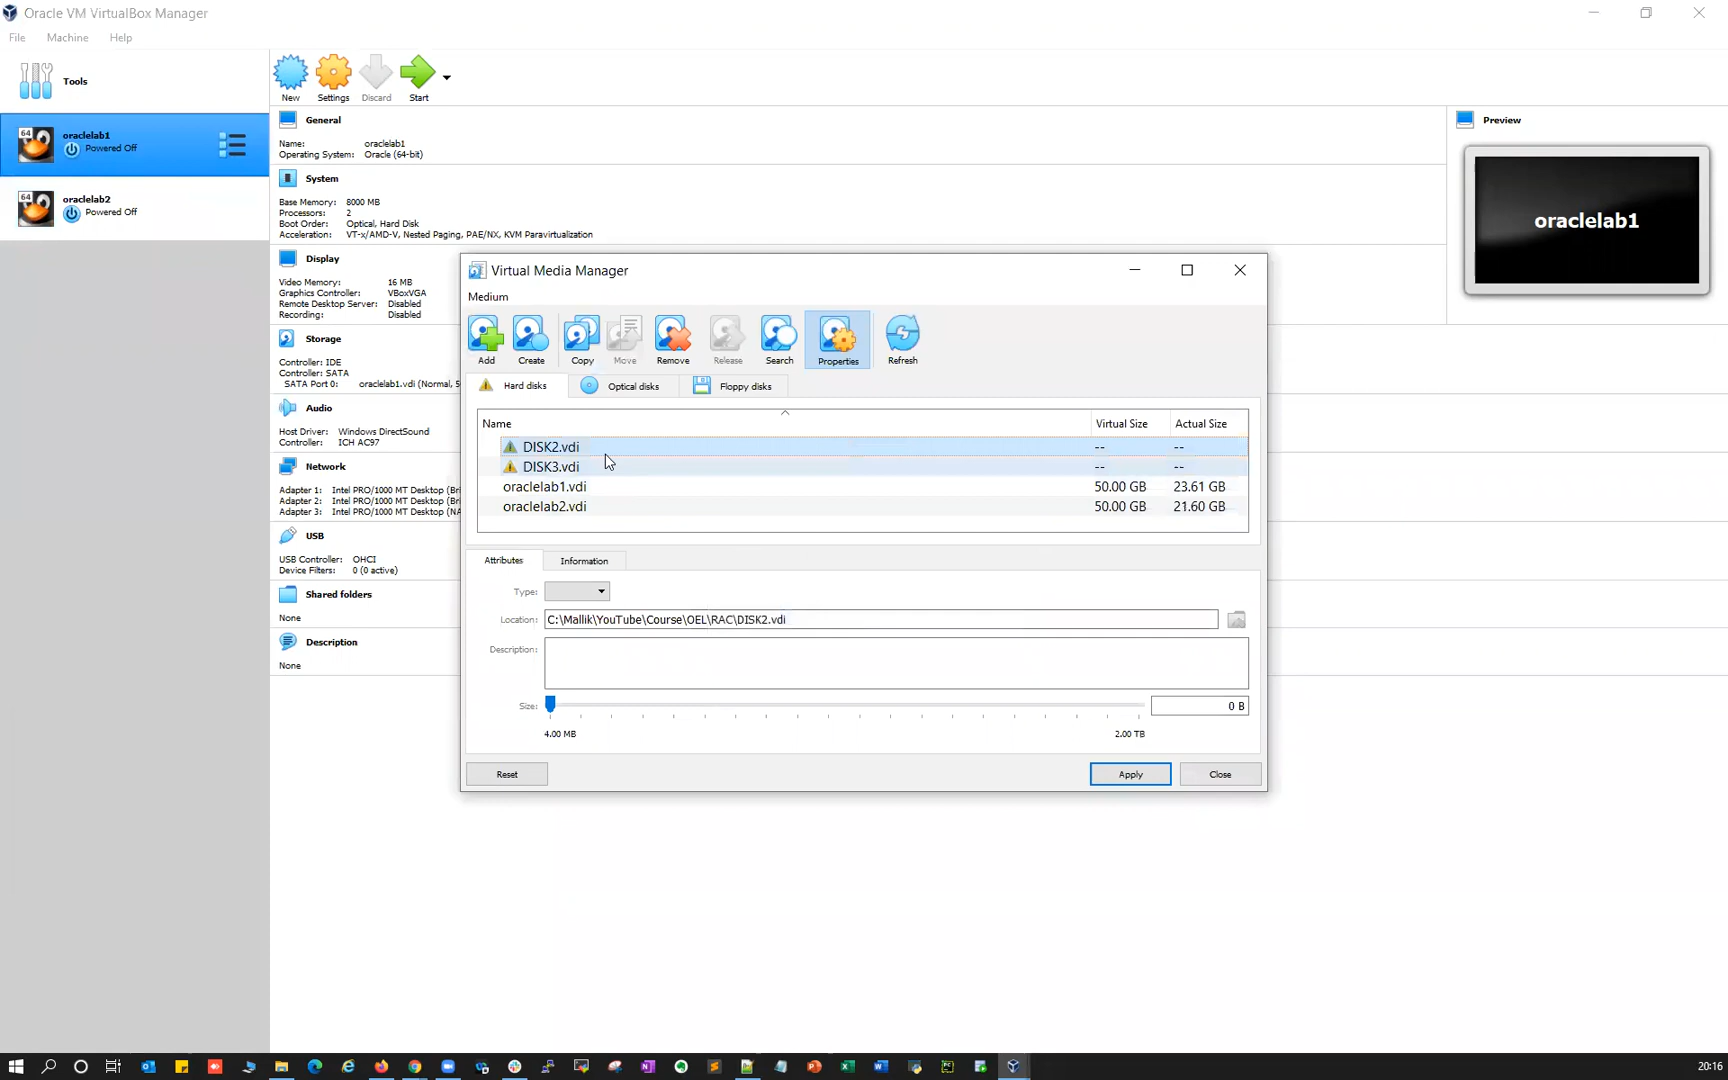 Oracle VM VirtualBox Manager
File Machine Help
Tools
New Settings Discard Start
64 oraclelab1
Powered Off
64 oraclelab2
Powered Off
General
Name: oraclelab1
Operating System: Oracle (64-bit)
System
Base Memory: 8000 MB
Processors: 2
Boot Order: Optical, Hard Disk
Acceleration: VT-x/AMD-V, Nested Paging, PAE/NX, KVM Paravirtualization
Display
Video Memory: 16 MB
Graphics Controller: VBoxVGA
Remote Desktop Server: Disabled
Recording: Disabled
Storage
Controller: IDE
Controller: SATA
SATA Port 0: oraclelab1.vdi (Normal, 5
Audio
Host Driver: Windows DirectSound
Controller: ICH AC97
Network
Adapter 1: Intel PRO/1000 MT Desktop (Bri
Adapter 2: Intel PRO/1000 MT Desktop (Bri
Adapter 3: Intel PRO/1000 MT Desktop (NA
USB
USB Controller: OHCI
Device Filters: 0 (0 active)
Shared folders
None
Description
None
Preview
oraclelab1
Virtual Media Manager
Medium
Add Create Copy Move Remove Release Search Properties Refresh
Hard disks Optical disks Floppy disks
Name Virtual Size Actual Size
DISK2.vdi -- --
DISK3.vdi -- --
oraclelab1.vdi 50.00 GB 23.61 GB
oraclelab2.vdi 50.00 GB 21.60 GB
Attributes Information
Type:
Location: C:\Mallik\YouTube\Course\OEL\RAC\DISK2.vdi
Description:
Size: 0 B
4.00 MB 2.00 TB
Reset Apply Close
20:16